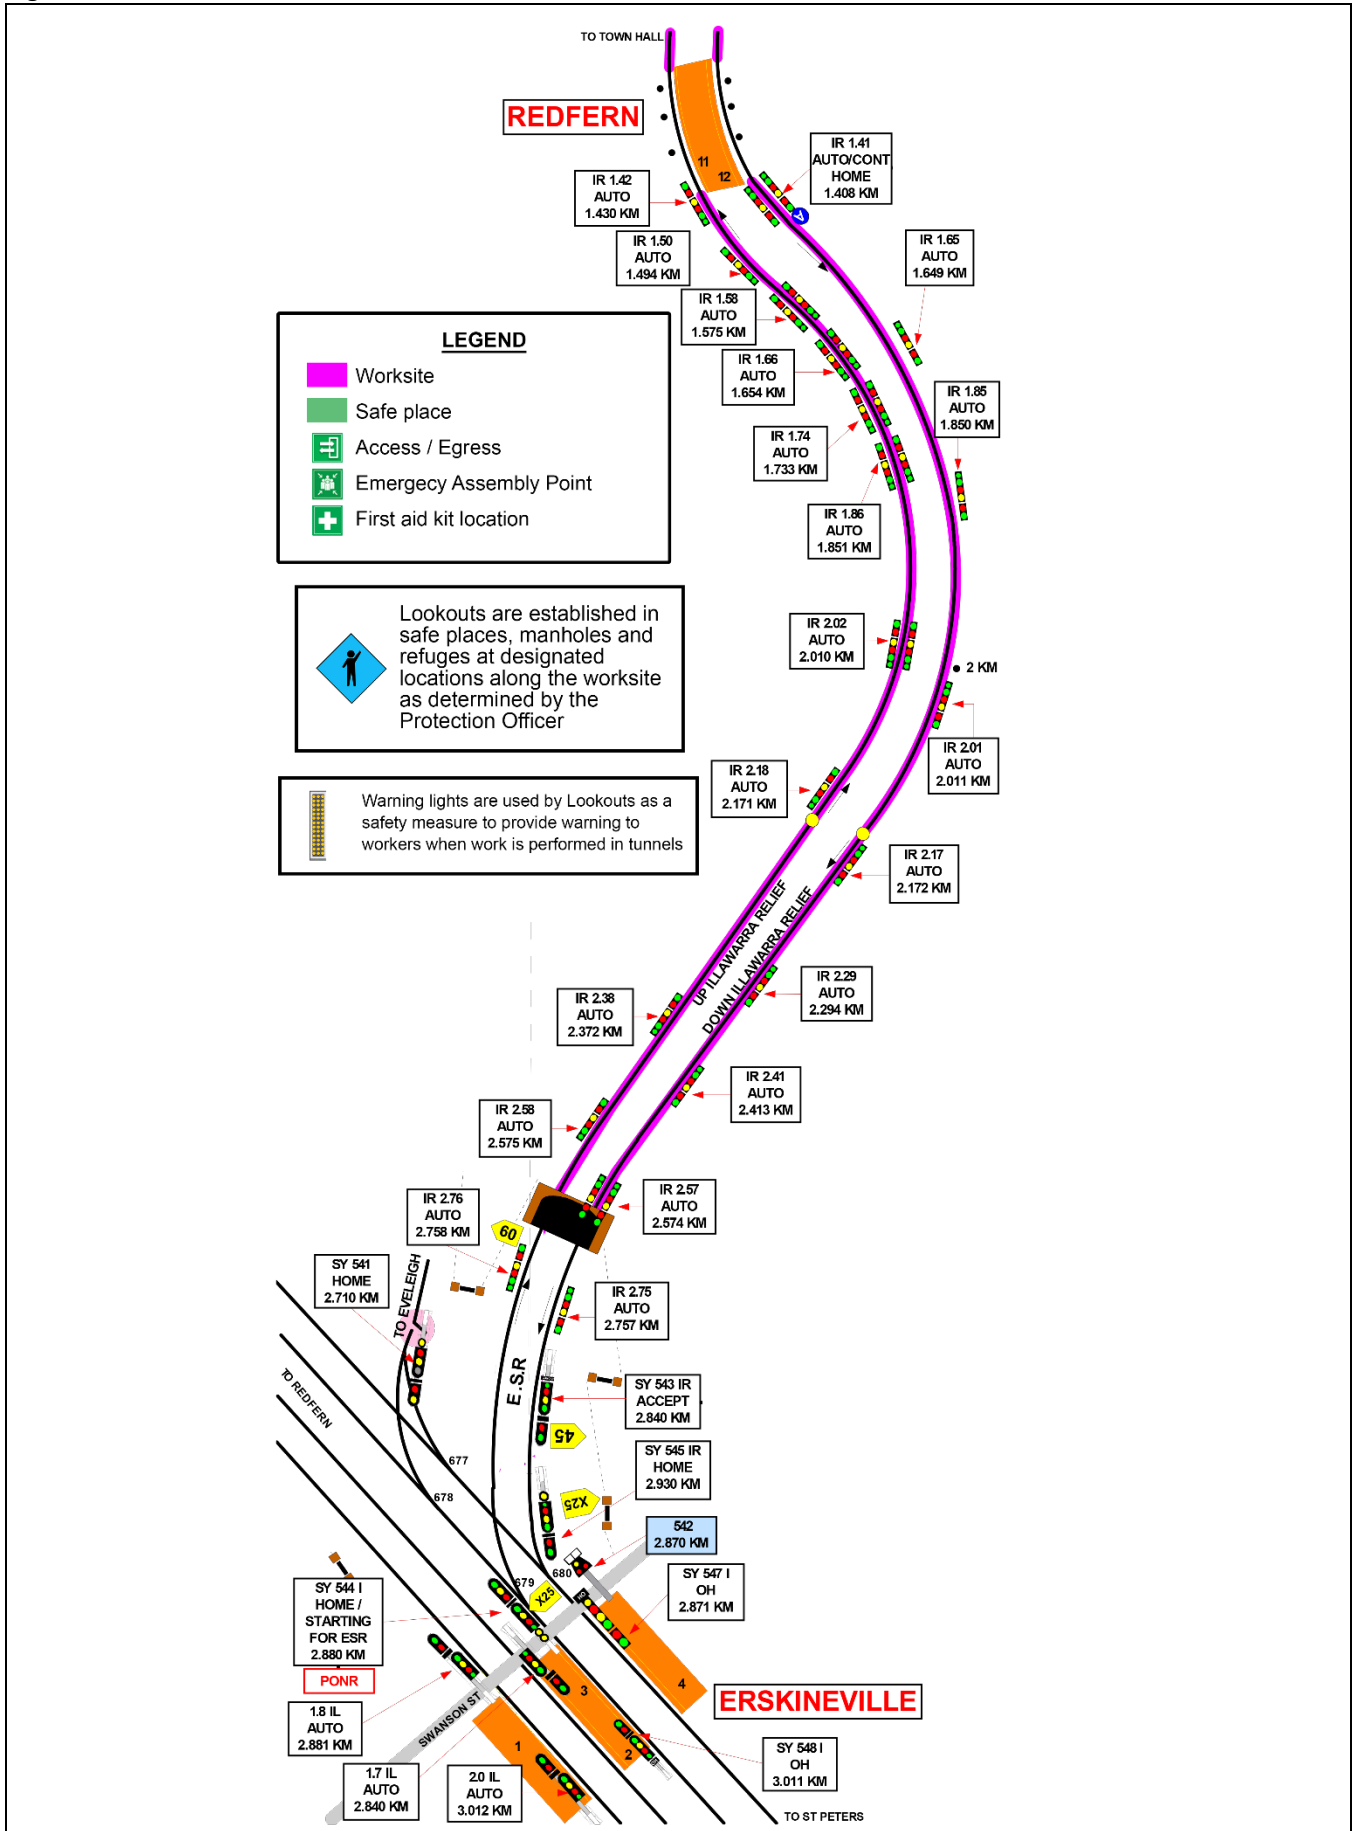 TO TOWN HALL
REDFERN
11
12
IR 1.41
AUTO/CONT
HOME
1.408 KM
A
IR 1.42
AUTO
1.430 KM
IR 1.50
AUTO
1.494 KM
IR 1.65
AUTO
1.649 KM
IR 1.58
AUTO
1.575 KM
LEGEND
Worksite
Safe place
Access / Egress
Emergecy Assembly Point
First aid kit location
IR 1.66
AUTO
1.654 KM
IR 1.85
AUTO
1.850 KM
IR 1.74
AUTO
1.733 KM
IR 1.86
AUTO
1.851 KM
Lookouts are established in
safe places, manholes and
refuges at designated
locations along the worksite
as determined by the
Protection Officer
IR 2.02
AUTO
2.010 KM
2 KM
IR 2.01
AUTO
2.011 KM
IR 2.18
AUTO
2.171 KM
Warning lights are used by Lookouts as a
safety measure to provide warning to
workers when work is performed in tunnels
IR 2.17
AUTO
2.172 KM
UP ILLAWARRA RELIEF
DOWN ILLAWARRA RELIEF
IR 2.29
AUTO
2.294 KM
IR 2.38
AUTO
2.372 KM
IR 2.41
AUTO
2.413 KM
IR 2.58
AUTO
2.575 KM
IR 2.57
AUTO
2.574 KM
IR 2.76
AUTO
2.758 KM
60
SY 541
HOME
2.710 KM
TO EVELEIGH
IR 2.75
AUTO
2.757 KM
E.S.R
TO REDFERN
SY 543 IR
ACCEPT
2.840 KM
45
SY 545 IR
HOME
2.930 KM
677
678
X25
542
2.870 KM
679
680
X25
SY 547 I
OH
2.871 KM
SY 544 I
HOME /
STARTING
FOR ESR
2.880 KM
PONR
4
3
ERSKINEVILLE
1.8 IL
AUTO
2.881 KM
SWANSON ST
1
2
SY 548 I
OH
3.011 KM
1.7 IL
AUTO
2.840 KM
2.0 IL
AUTO
3.012 KM
TO ST PETERS